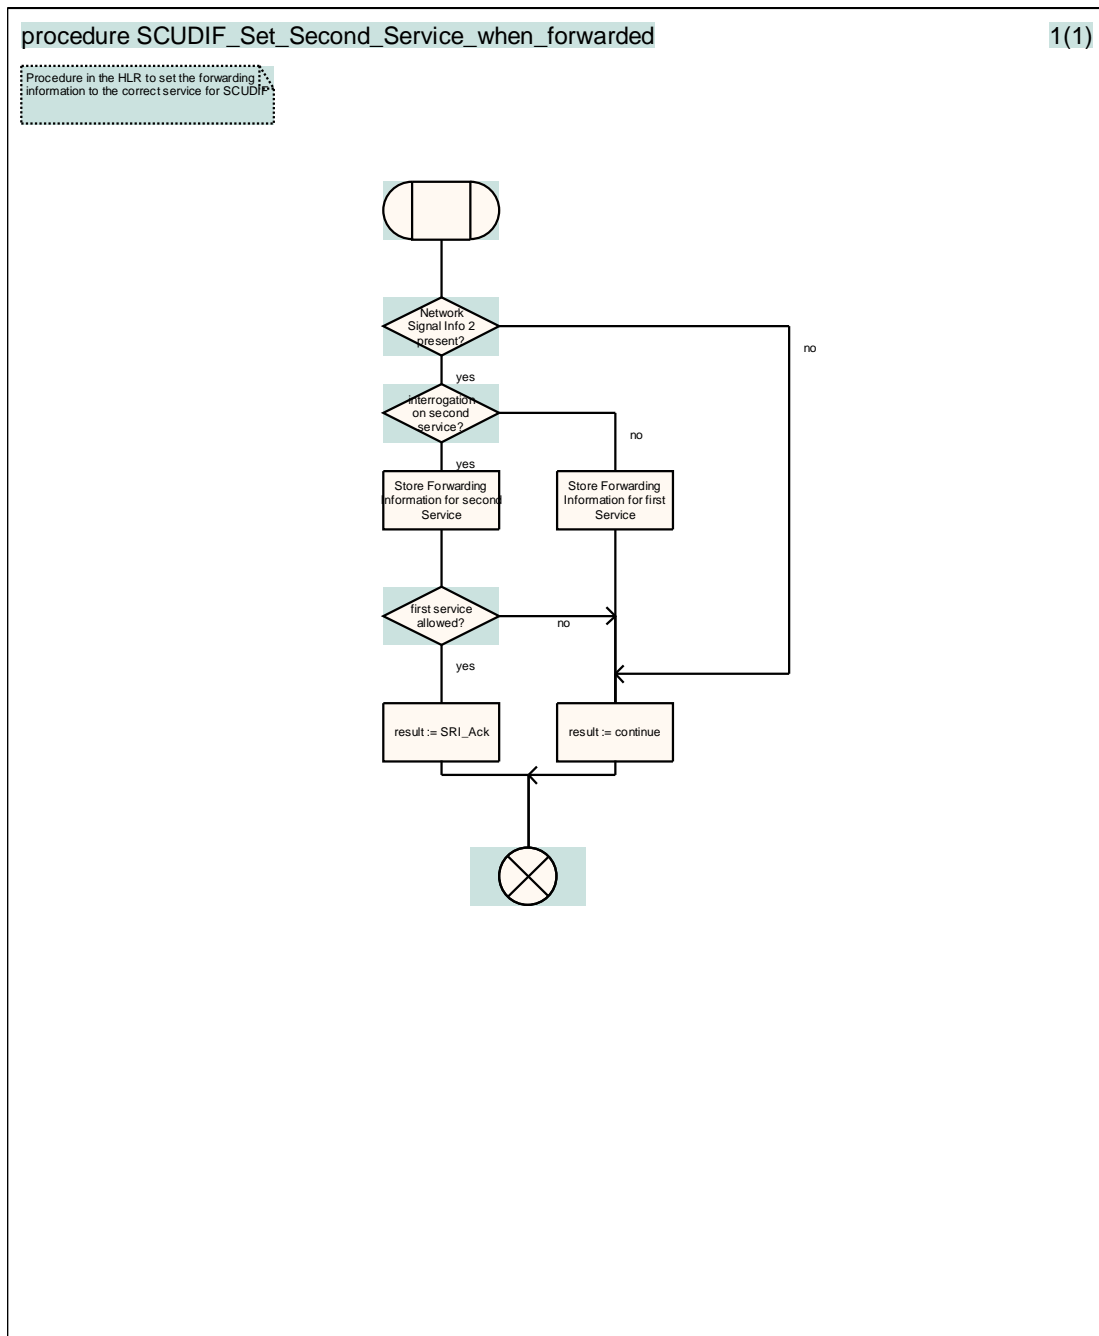 procedure SCUDIF_Set_Second_Service_when_forwarded
1(1)
Procedure in the HLR to set the forwarding
information to the correct service for SCUDIF
Network
Signal Info 2
present?
no
yes
interrogation
on second
service?
no
yes
Store Forwarding
Information for second
Service
Store Forwarding
Information for first
Service
first service
allowed?
no
yes
result := SRI_Ack
result := continue